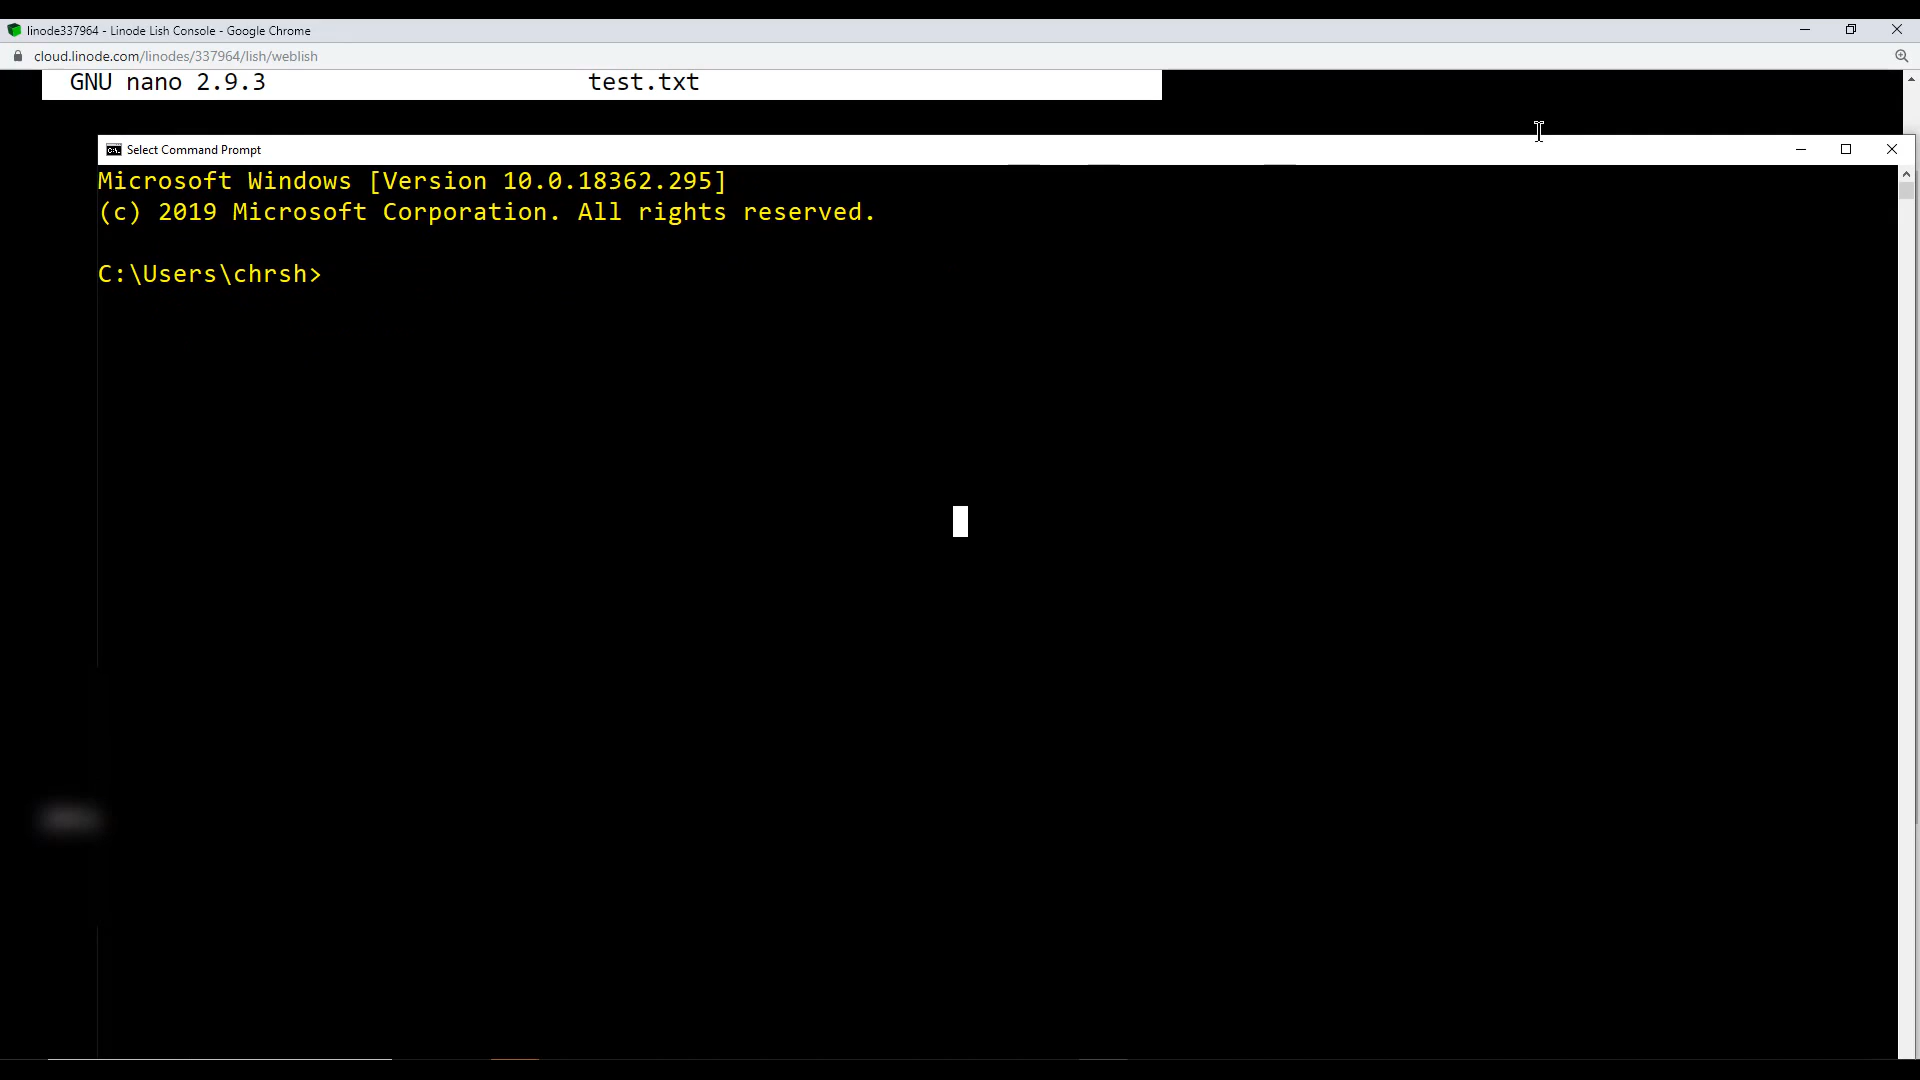 linode337964 - Linode Lish Console - Google Chrome
cloud.linode.com/linodes/337964/lish/weblish
GNU nano 2.9.3 test.txt
Select Command Prompt
Microsoft Windows [Version 10.0.18362.295]
(c) 2019 Microsoft Corporation. All rights reserved.
C:\Users\chrsh>